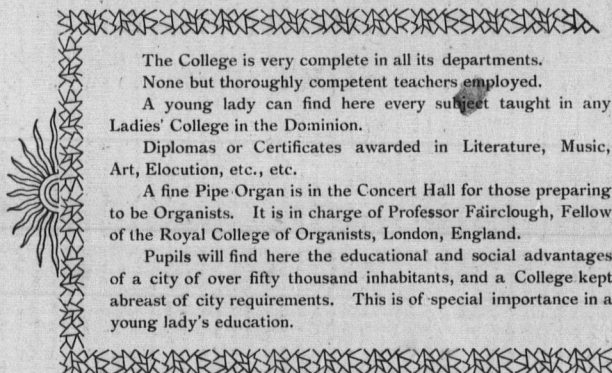 The College is very complete in all its departments.
None but thoroughly competent teachers employed.
A young lady can find here every subject taught in any
Ladies' College in the Dominion.
Diplomas or Certificates awarded in Literature, Music,
Art, Elocution, etc., etc.
A fine Pipe Organ is in the Concert Hall for those preparing
to be Organists. It is in charge of Professor Fairclough, Fellow
of the Royal College of Organists, London, England.
Pupils will find here the educational and social advantages
of a city of over fifty thousand inhabitants, and a College kept
abreast of city requirements. This is of special importance in a
young lady's education.